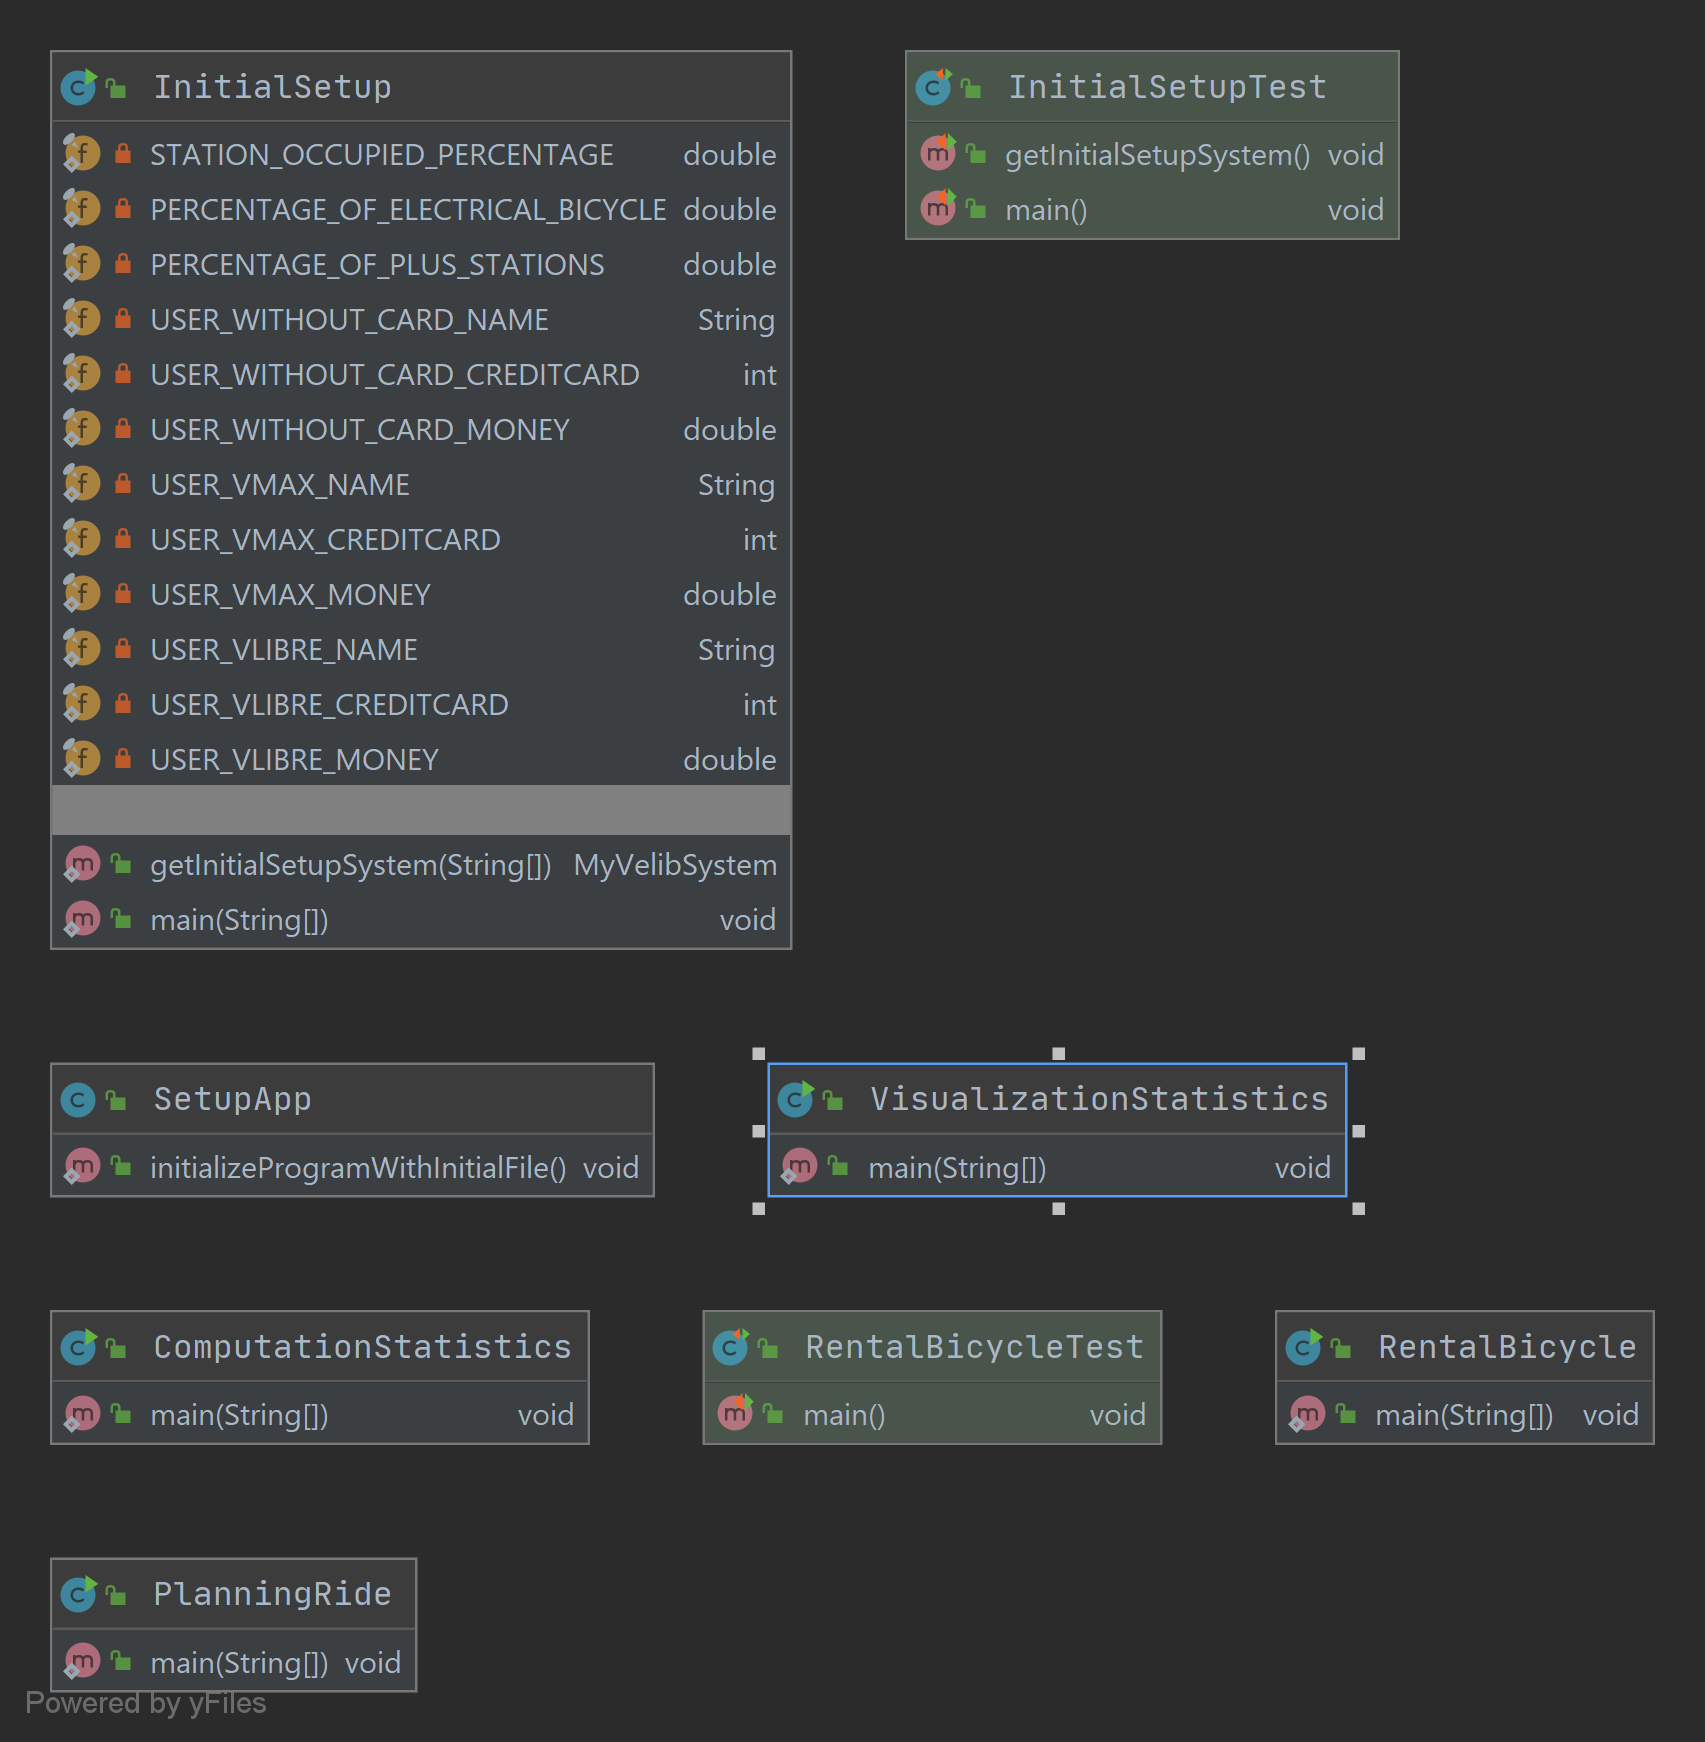 InitialSetup
STATION_OCCUPIED_PERCENTAGE double
PERCENTAGE_OF_ELECTRICAL_BICYCLE double
PERCENTAGE_OF_PLUS_STATIONS double
USER_WITHOUT_CARD_NAME String
USER_WITHOUT_CARD_CREDITCARD int
USER_WITHOUT_CARD_MONEY double
USER_VMAX_NAME String
USER_VMAX_CREDITCARD int
USER_VMAX_MONEY double
USER_VLIBRE_NAME String
USER_VLIBRE_CREDITCARD int
USER_VLIBRE_MONEY double
getInitialSetupSystem(String[]) MyVelibSystem
main(String[]) void
InitialSetupTest
getInitialSetupSystem() void
main() void
SetupApp
initializeProgramWithInitialFile() void
VisualizationStatistics
main(String[]) void
ComputationStatistics
main(String[]) void
RentalBicycleTest
main() void
RentalBicycle
main(String[]) void
PlanningRide
main(String[]) void
Powered by yFiles